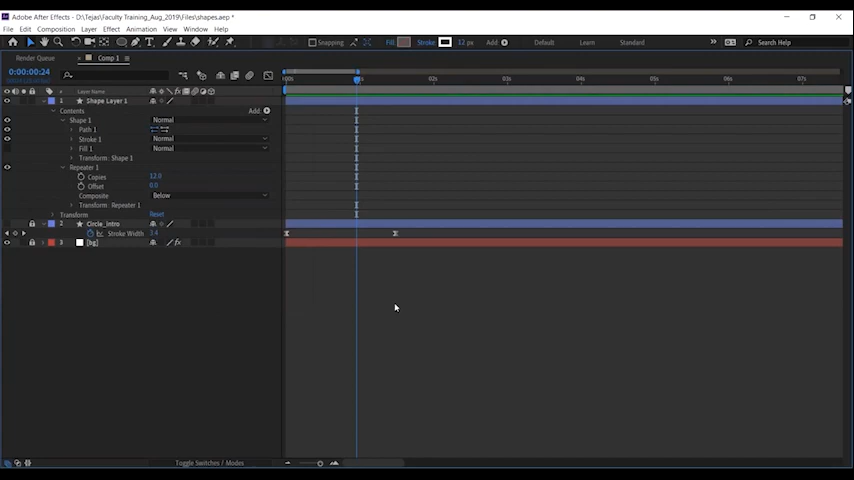 Adobe After Effects - D:\Tejas\Faculty Training_Aug_2019\Files\shapes.aep *
File Edit Composition Layer Effect Animation View Window Help
Snapping Fill Stroke 12 px Add: Default Learn Standard Search Help
Render Queue Comp 1
0:00:00:24
:00s 02s 03s 04s 05s 06s 07s
# Layer Name
1 Shape Layer 1
Contents Add:
Shape 1 Normal
Path 1
Stroke 1 Normal
Fill 1 Normal
Transform: Shape 1
Repeater 1
Copies 12.0
Offset 0.0
Composite Below
Transform: Repeater 1
Transform Reset
2 Circle_intro
Stroke Width 3.4
3 [bg]
Toggle Switches / Modes